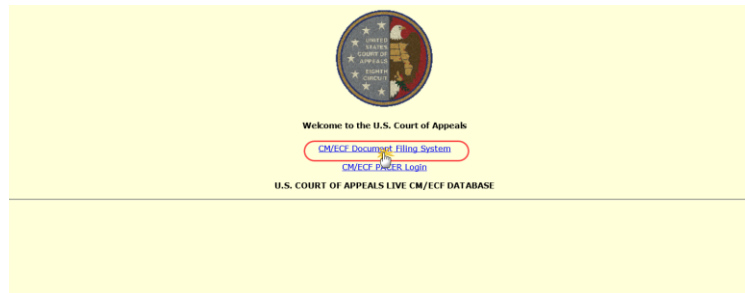 UNITED
STATES
COURT OF
APPEALS
EIGHTH
CIRCUIT
Welcome to the U.S. Court of Appeals
CM/ECF Document Filing System
CM/ECF PACER Login
U.S. COURT OF APPEALS LIVE CM/ECF DATABASE